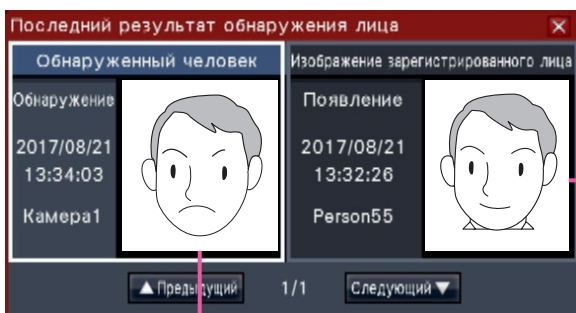 Последний результат обнаружения лица
Обнаруженный человек
Обнаружение
2017/08/21
13:34:03
Камера1
Изображение зарегистрированного лица
Появление
2017/08/21
13:32:26
Person55
▲Предыдущий
1/1
Следующий▼